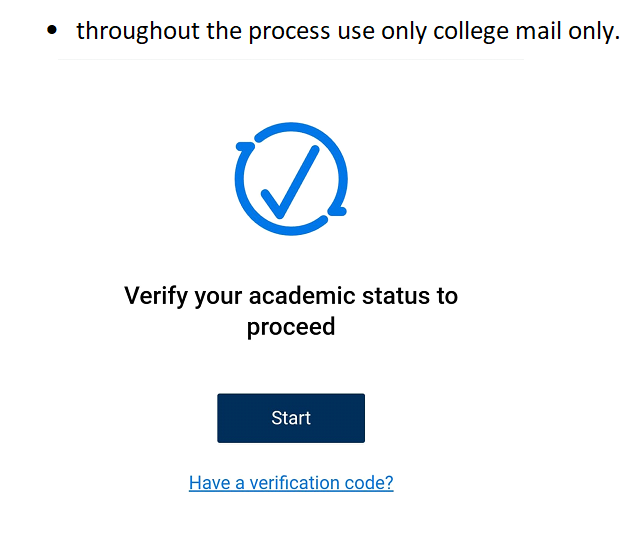 • throughout the process use only college mail only.
Verify your academic status to
proceed
Start
Have a verification code?